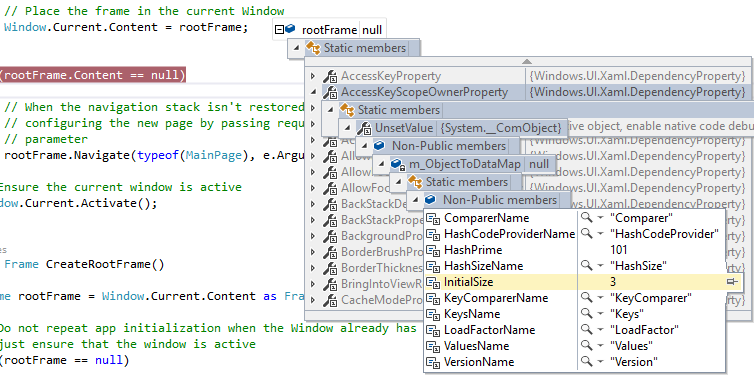 // Place the frame in the current Window
Window.Current.Content = rootFrame;
rootFrame null
Static members
(rootFrame.Content == null)
AccessKeyProperty {Windows.UI.Xaml.DependencyProperty}
AccessKeyScopeOwnerProperty {Windows.UI.Xaml.DependencyProperty}
// When the navigation stack isn't restored
Static members
// configuring the new page by passing requ
UnsetValue {System.__ComObject}
tive object, enable native code debu
// parameter
Non-Public members
rootFrame.Navigate(typeof(MainPage), e.Argu
m_ObjectToDataMap null
Allow
Static members
Ensure the current window is active
AllowFoc
Non-Public members
dow.Current.Activate();
BackStackDe
ComparerName "Comparer"
BackStackPrope
HashCodeProviderName "HashCodeProvider"
BackgroundPro
HashPrime 101
es
BorderBrushPro
HashSizeName "HashSize"
Frame CreateRootFrame()
BorderThicknes
InitialSize 3
BringIntoViewR
me rootFrame = Window.Current.Content as Fra
KeyComparerName "KeyComparer"
CacheModeProp
KeysName "Keys"
Do not repeat app initialization when the Window already has
LoadFactorName "LoadFactor"
just ensure that the window is active
ValuesName "Values"
(rootFrame == null)
VersionName "Version"